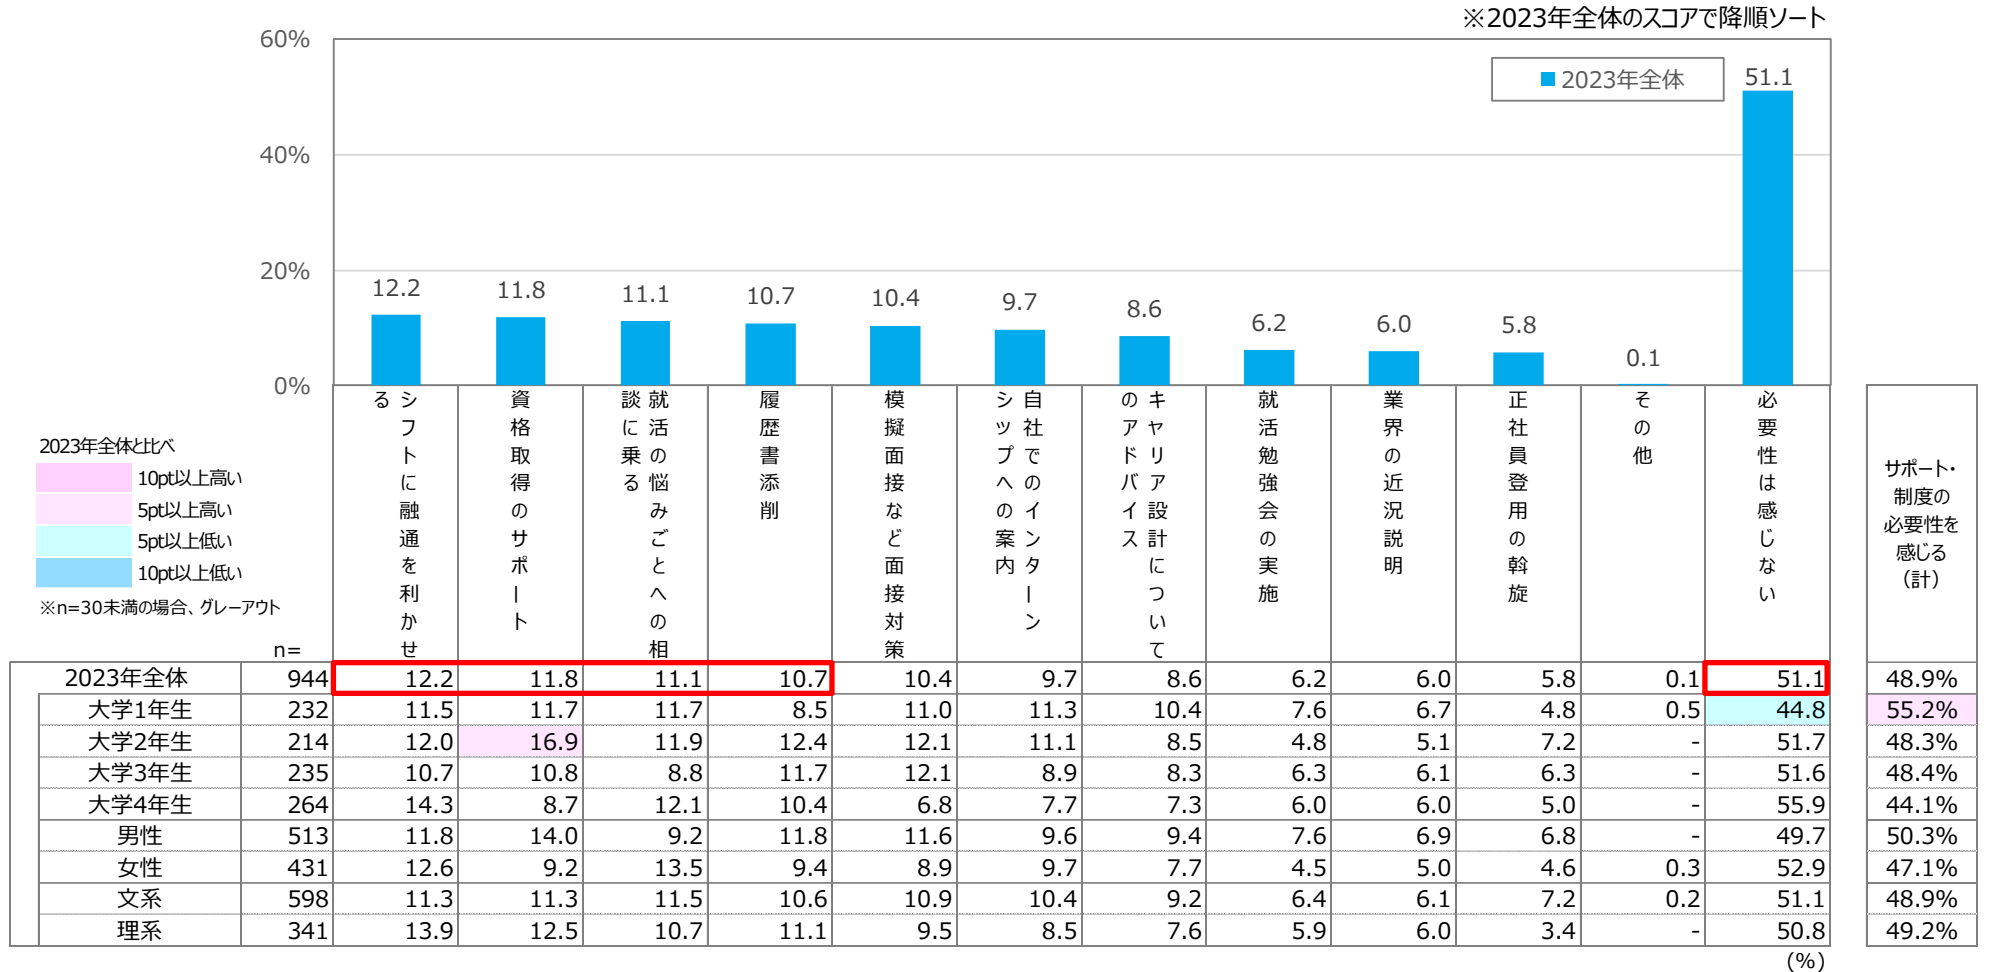 ※2023年全体のスコアで降順ソート
60%
40%
20%
0%
■ 2023年全体
12.2
11.8
11.1
10.7
10.4
9.7
8.6
6.2
6.0
5.8
0.1
51.1
シフトに融通を利かせ
る
資格取得のサポート
就活の悩みごとへの相
談に乗る
履歴書添削
模擬面接など面接対策
自社でのインターン
シップへの案内
キャリア設計について
のアドバイス
就活勉強会の実施
業界の近況説明
正社員登用の斡旋
その他
必要性は感じない
サポート・
制度の
必要性を
感じる
（計）
2023年全体と比べ
10pt以上高い
5pt以上高い
5pt以上低い
10pt以上低い
※n=30未満の場合、グレーアウト
n=
2023年全体 944 12.2 11.8 11.1 10.7 10.4 9.7 8.6 6.2 6.0 5.8 0.1 51.1 48.9%
大学1年生 232 11.5 11.7 11.7 8.5 11.0 11.3 10.4 7.6 6.7 4.8 0.5 44.8 55.2%
大学2年生 214 12.0 16.9 11.9 12.4 12.1 11.1 8.5 4.8 5.1 7.2 - 51.7 48.3%
大学3年生 235 10.7 10.8 8.8 11.7 12.1 8.9 8.3 6.3 6.1 6.3 - 51.6 48.4%
大学4年生 264 14.3 8.7 12.1 10.4 6.8 7.7 7.3 6.0 6.0 5.0 - 55.9 44.1%
男性 513 11.8 14.0 9.2 11.8 11.6 9.6 9.4 7.6 6.9 6.8 - 49.7 50.3%
女性 431 12.6 9.2 13.5 9.4 8.9 9.7 7.7 4.5 5.0 4.6 0.3 52.9 47.1%
文系 598 11.3 11.3 11.5 10.6 10.9 10.4 9.2 6.4 6.1 7.2 0.2 51.1 48.9%
理系 341 13.9 12.5 10.7 11.1 9.5 8.5 7.6 5.9 6.0 3.4 - 50.8 49.2%
(%)